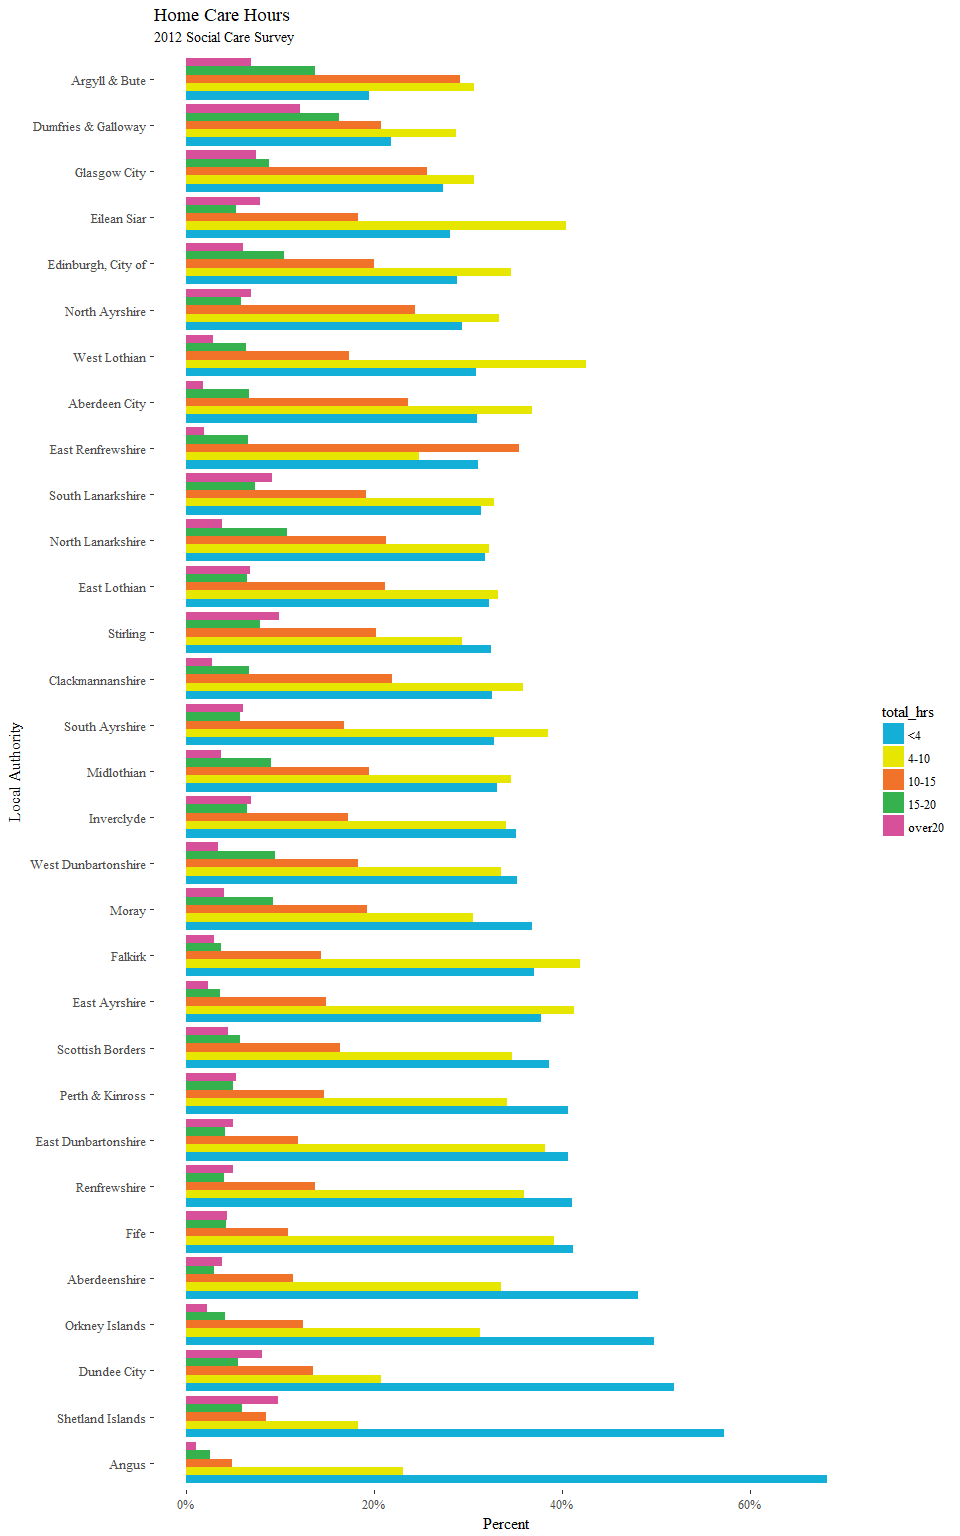 Home Care Hours
2012 Social Care Survey
Argyll & Bute
Dumfries & Galloway
Glasgow City
Eilean Siar
Edinburgh, City of
North Ayrshire
West Lothian
Aberdeen City
East Renfrewshire
South Lanarkshire
North Lanarkshire
East Lothian
Stirling
Clackmannanshire
South Ayrshire
Midlothian
Inverclyde
West Dunbartonshire
Moray
Falkirk
East Ayrshire
Scottish Borders
Perth & Kinross
East Dunbartonshire
Renfrewshire
Fife
Aberdeenshire
Orkney Islands
Dundee City
Shetland Islands
Angus
Local Authority
0%
20%
40%
60%
Percent
total_hrs
<4
4-10
10-15
15-20
over20